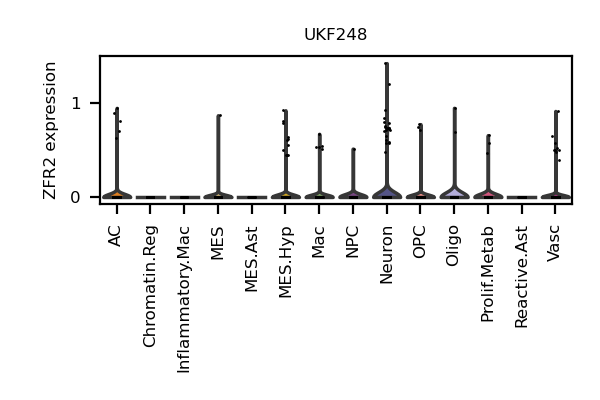 UKF248
ZFR2 expression
1
0
AC
Chromatin.Reg
Inflammatory.Mac
MES
MES.Ast
MES.Hyp
Mac
NPC
Neuron
OPC
Oligo
Prolif.Metab
Reactive.Ast
Vasc